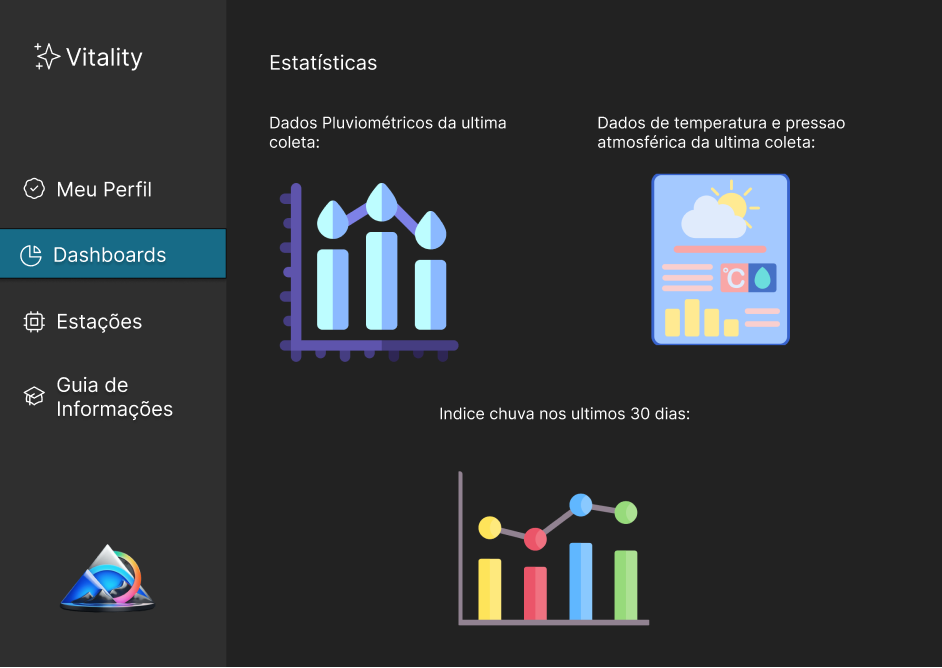 Vitality
Meu Perfil
Dashboards
Estações
Guia de
Informações
Estatísticas
Dados Pluviométricos da ultima
coleta:
Dados de temperatura e pressao
atmosférica da ultima coleta:
°C
Indice chuva nos ultimos 30 dias: